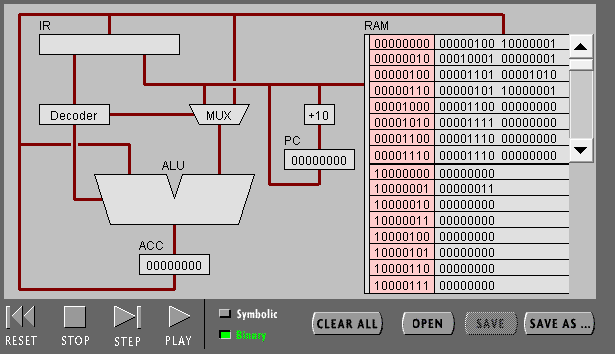 IR
RAM
00000000 00000100 10000001
00000010 00010001 00000001
00000100 00001101 00001010
00000110 00000101 10000001
00001000 00001100 00000000
00001010 00001111 00000000
00001100 00001110 00000000
00001110 00001110 00000000
10000000 00000000
10000001 00000011
10000010 00000000
10000011 00000000
10000100 00000000
10000101 00000000
10000110 00000000
10000111 00000000
Decoder
MUX
+10
PC
00000000
ALU
ACC
00000000
RESET
STOP
STEP
PLAY
Symbolic
Binary
CLEAR ALL
OPEN
SAVE
SAVE AS ...